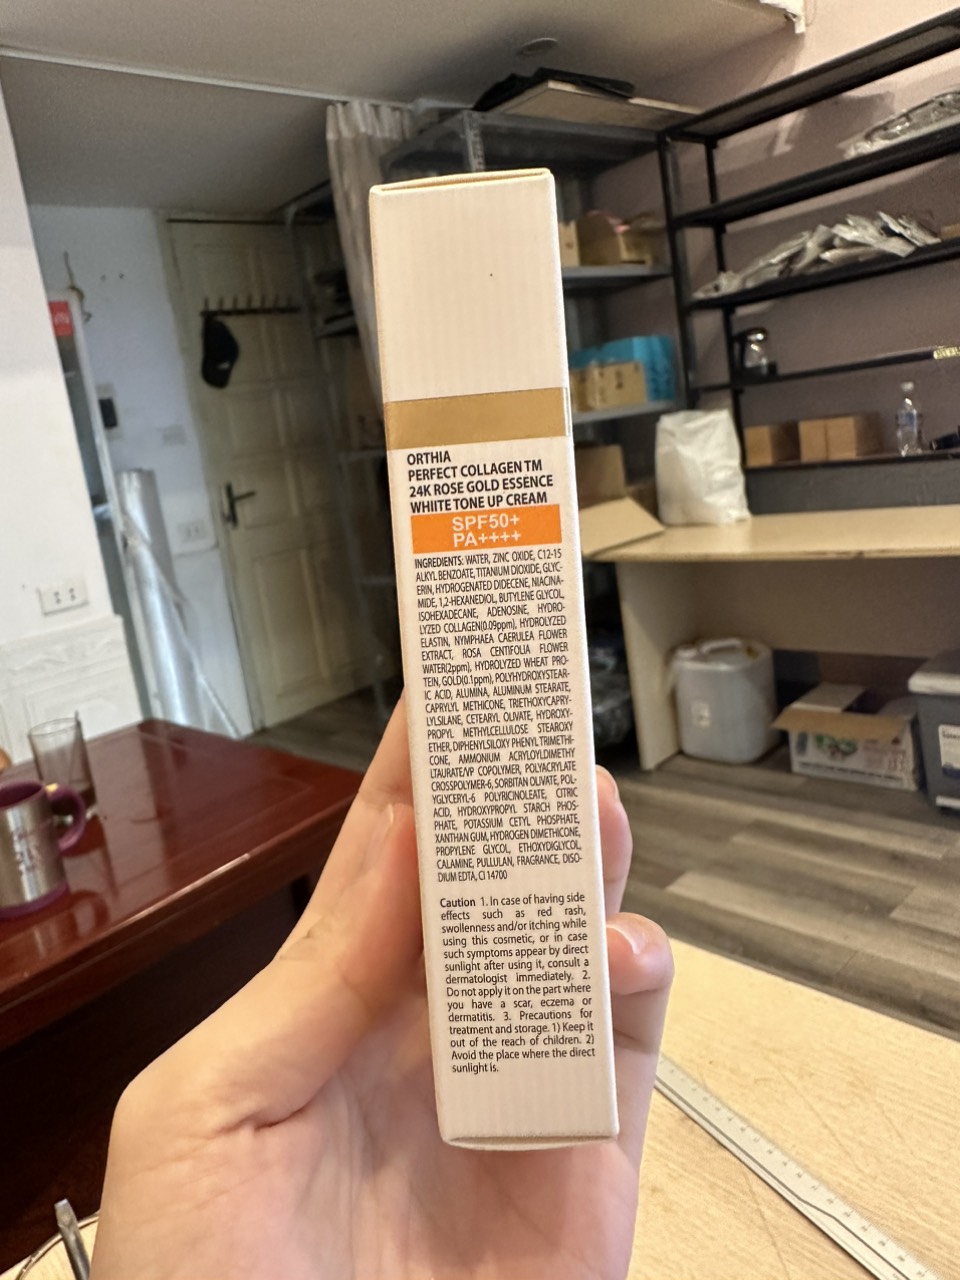 ORTHIA
PERFECT COLLAGEN TM
24K ROSE GOLD ESSENCE
WHIITE TONE UP CREAM
SPF50+
PA++++
INGREDIENTS: WATER, ZINC OXIDE, C12-15
ALKYL BENZOATE, TITANIUM DIOXIDE, GLYC-
ERIN, HYDROGENATED DIDECENE, NIACINA-
MIDE, 1,2-HEXANEDIOL, BUTYLENE GLYCOL,
ISOHEXADECANE, ADENOSINE, HYDRO-
LYZED COLLAGEN(0.09ppm), HYDROLYZED
ELASTIN, NYMPHAEA CAERULEA FLOWER
EXTRACT, ROSA CENTIFOLIA FLOWER
WATER(2ppm), HYDROLYZED WHEAT PRO-
TEIN, GOLD(0.1ppm), POLYHYDROXYSTEAR-
IC ACID, ALUMINA, ALUMINUM STEARATE,
CAPRYLYL METHICONE, TRIETHOXYCAPRY-
LYLSILANE, CETEARYL OLIVATE, HYDROXY-
PROPYL METHYLCELLULOSE STEAROXY
ETHER, DIPHENYLSILOXY PHENYL TRIMETHI-
CONE, AMMONIUM ACRYLOYLDIMETHY
LTAURATE/VP COPOLYMER, POLYACRYLATE
CROSSPOLYMER-6, SORBITAN OLIVATE, POL-
YGLYCERYL-6 POLYRICINOLEATE, CITRIC
ACID, HYDROXYPROPYL STARCH PHOS-
PHATE, POTASSIUM CETYL PHOSPHATE,
XANTHAN GUM, HYDROGEN DIMETHICONE,
PROPYLENE GLYCOL, ETHOXYDIGLYCOL,
CALAMINE, PULLULAN, FRAGRANCE, DISO-
DIUM EDTA, CI 14700
Caution 1. In case of having side
effects such as red rash,
swollenness and/or itching while
using this cosmetic, or in case
such symptoms appear by direct
sunlight after using it, consult a
dermatologist immediately. 2.
Do not apply it on the part where
you have a scar, eczema or
dermatitis. 3. Precautions for
treatment and storage. 1) Keep it
out of the reach of children. 2)
Avoid the place where the direct
sunlight is.